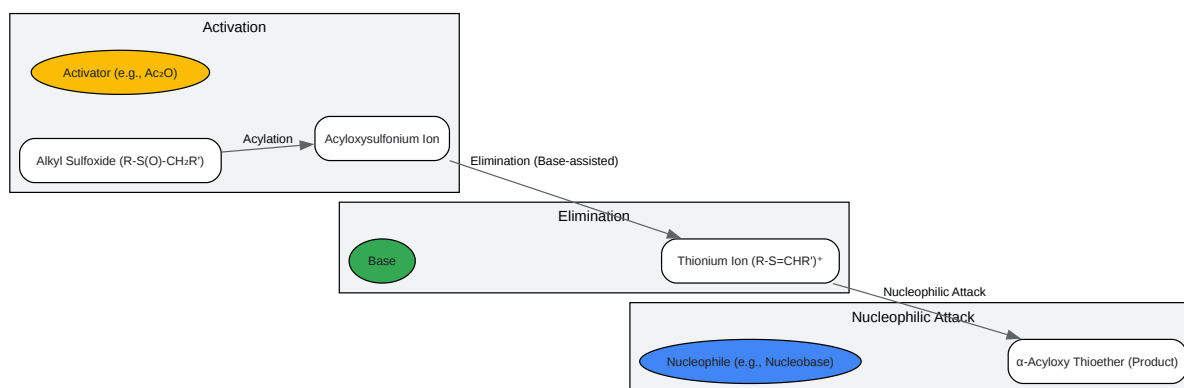 Activation
Activator (e.g., Ac₂O)
Alkyl Sulfoxide (R-S(O)-CH₂R')
Acylation
Acyloxysulfonium Ion
Elimination (Base-assisted)
Elimination
Base
Thionium Ion (R-S=CHR')⁺
Nucleophilic Attack
Nucleophilic Attack
Nucleophile (e.g., Nucleobase)
α-Acyloxy Thioether (Product)